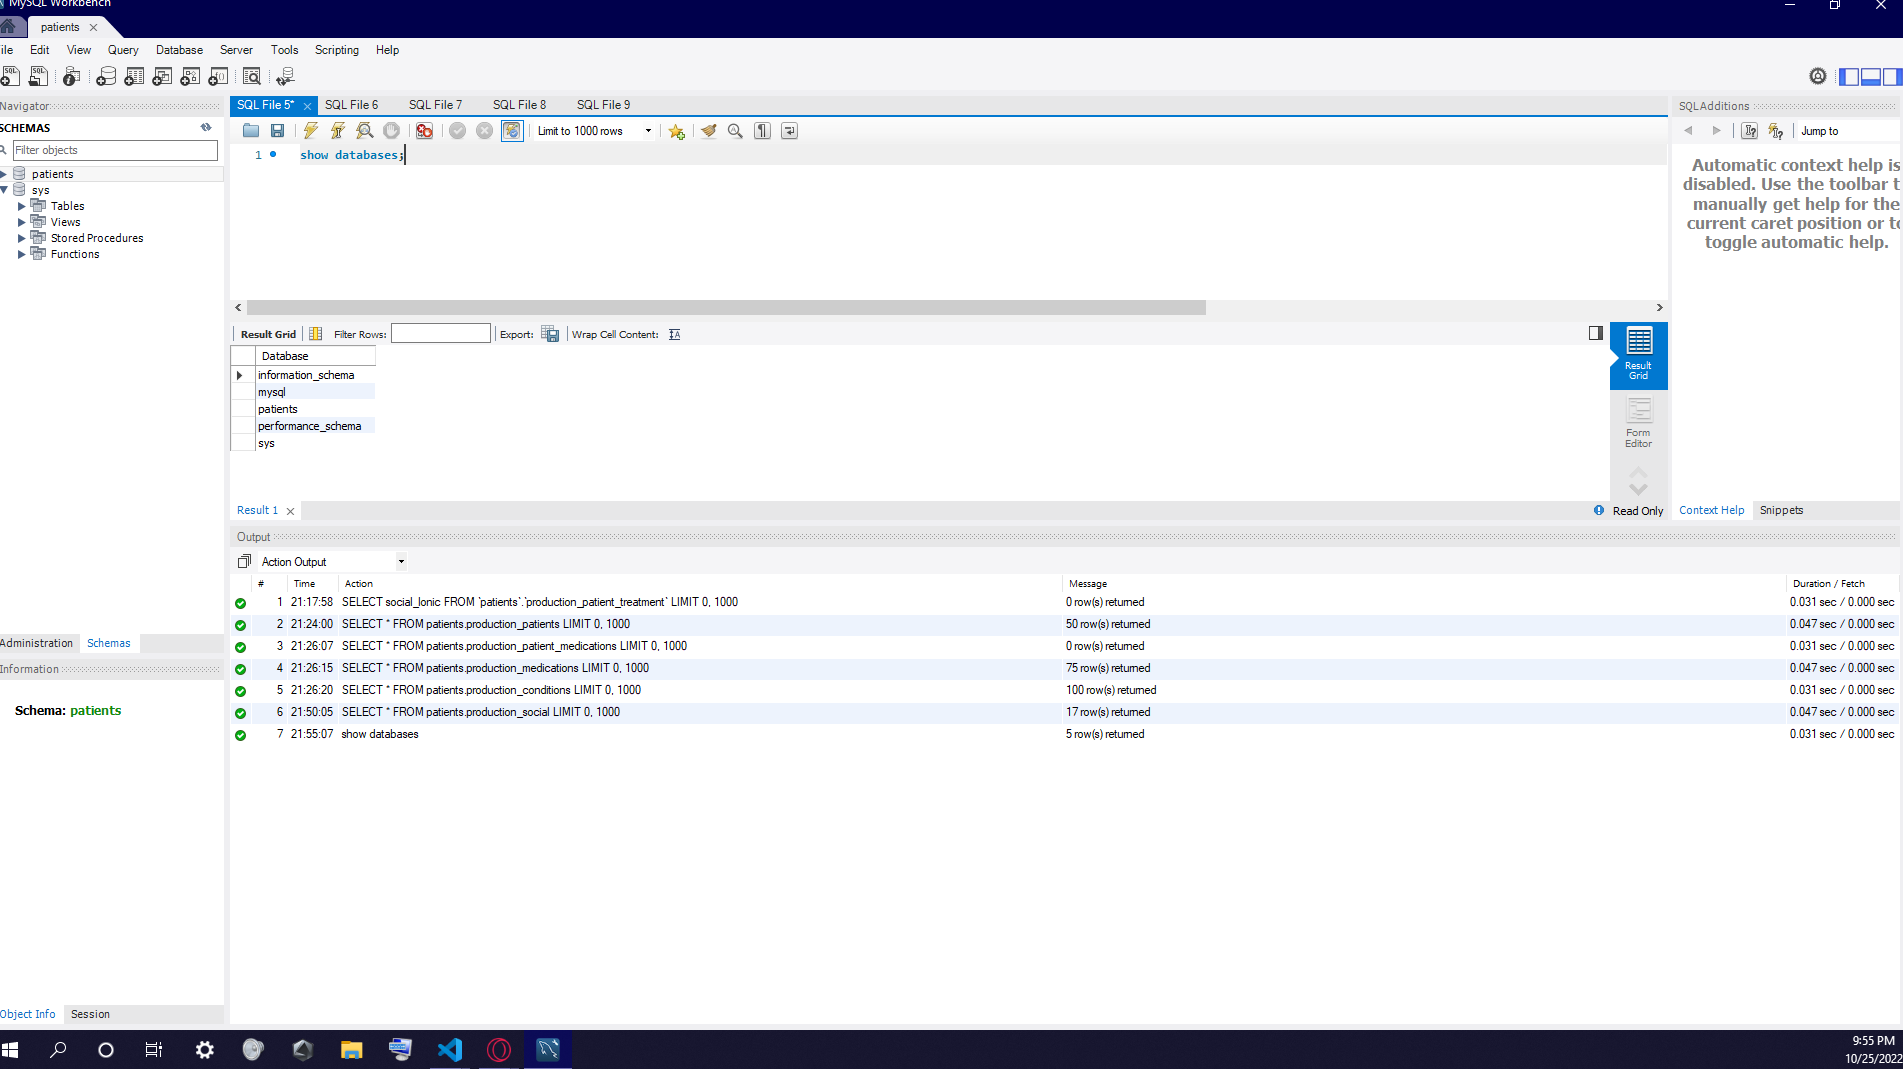 MySQL Workbench
patients
ile Edit View Query Database Server Tools Scripting Help
Navigator
SCHEMAS
Filter objects
patients
sys
Tables
Views
Stored Procedures
Functions
Administration Schemas
Information
Schema: patients
Object Info Session
SQL File 5* SQL File 6 SQL File 7 SQL File 8 SQL File 9
Limit to 1000 rows
1 show databases;
Result Grid Filter Rows: Export: Wrap Cell Content:
Database
information_schema
mysql
patients
performance_schema
sys
Result Grid
Form Editor
Result 1 Read Only
SQLAdditions
Jump to
Automatic context help is
disabled. Use the toolbar t
manually get help for the
current caret position or to
toggle automatic help.
Context Help Snippets
Output
Action Output
# Time Action Message Duration / Fetch
1 21:17:58 SELECT social_lonic FROM `patients`.`production_patient_treatment` LIMIT 0, 1000 0 row(s) returned 0.031 sec / 0.000 sec
2 21:24:00 SELECT * FROM patients.production_patients LIMIT 0, 1000 50 row(s) returned 0.047 sec / 0.000 sec
3 21:26:07 SELECT * FROM patients.production_patient_medications LIMIT 0, 1000 0 row(s) returned 0.031 sec / 0.000 sec
4 21:26:15 SELECT * FROM patients.production_medications LIMIT 0, 1000 75 row(s) returned 0.047 sec / 0.000 sec
5 21:26:20 SELECT * FROM patients.production_conditions LIMIT 0, 1000 100 row(s) returned 0.031 sec / 0.000 sec
6 21:50:05 SELECT * FROM patients.production_social LIMIT 0, 1000 17 row(s) returned 0.047 sec / 0.000 sec
7 21:55:07 show databases 5 row(s) returned 0.031 sec / 0.000 sec
9:55 PM
10/25/2022